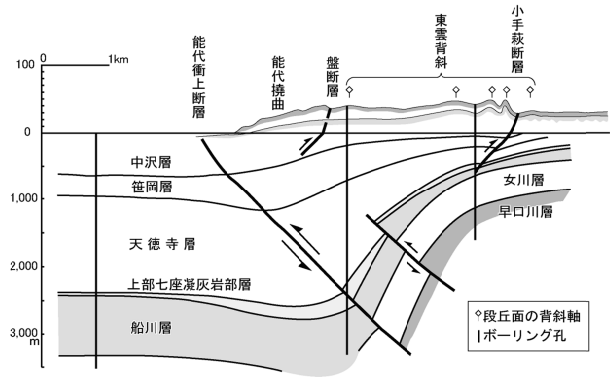 0 1km
能代衝上断層
能代撓曲
盤断層
東雲背斜
小手萩断層
100
0
1,000
2,000
3,000
m
中沢層
笹岡層
天徳寺層
上部七座凝灰岩部層
船川層
女川層
早口川層
◇段丘面の背斜軸
|ボーリング孔